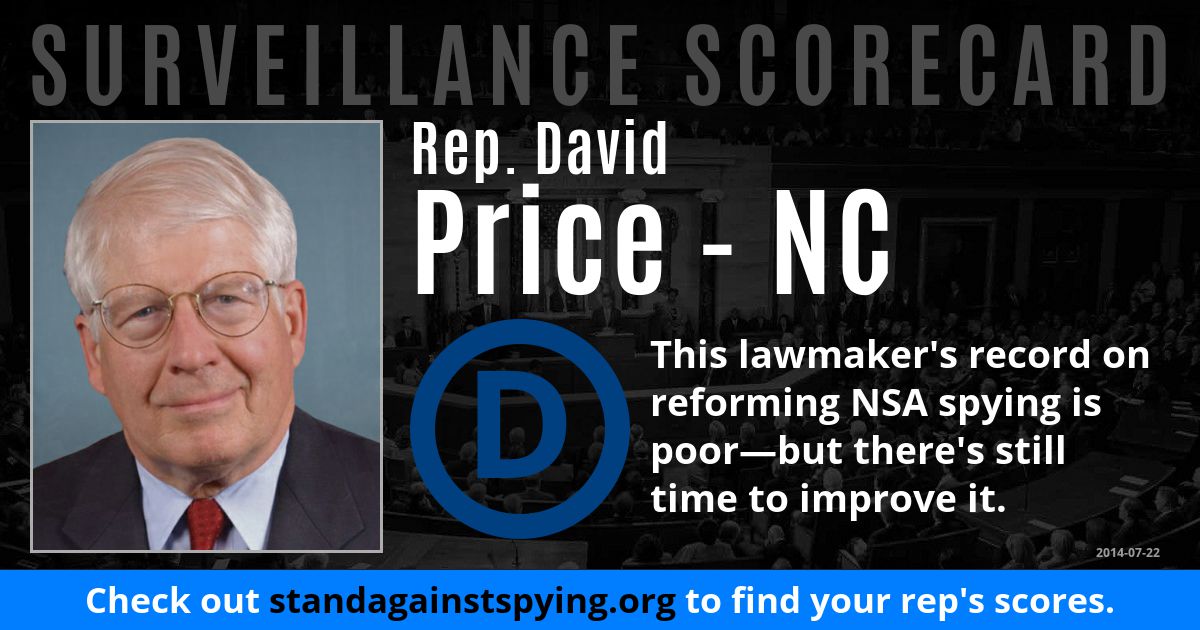 SURVEILLANCE SCORECARD
Rep. David
Price - NC
D
This lawmaker's record on
reforming NSA spying is
poor—but there's still
time to improve it.
2014-07-22
Check out standagainstspying.org to find your rep's scores.